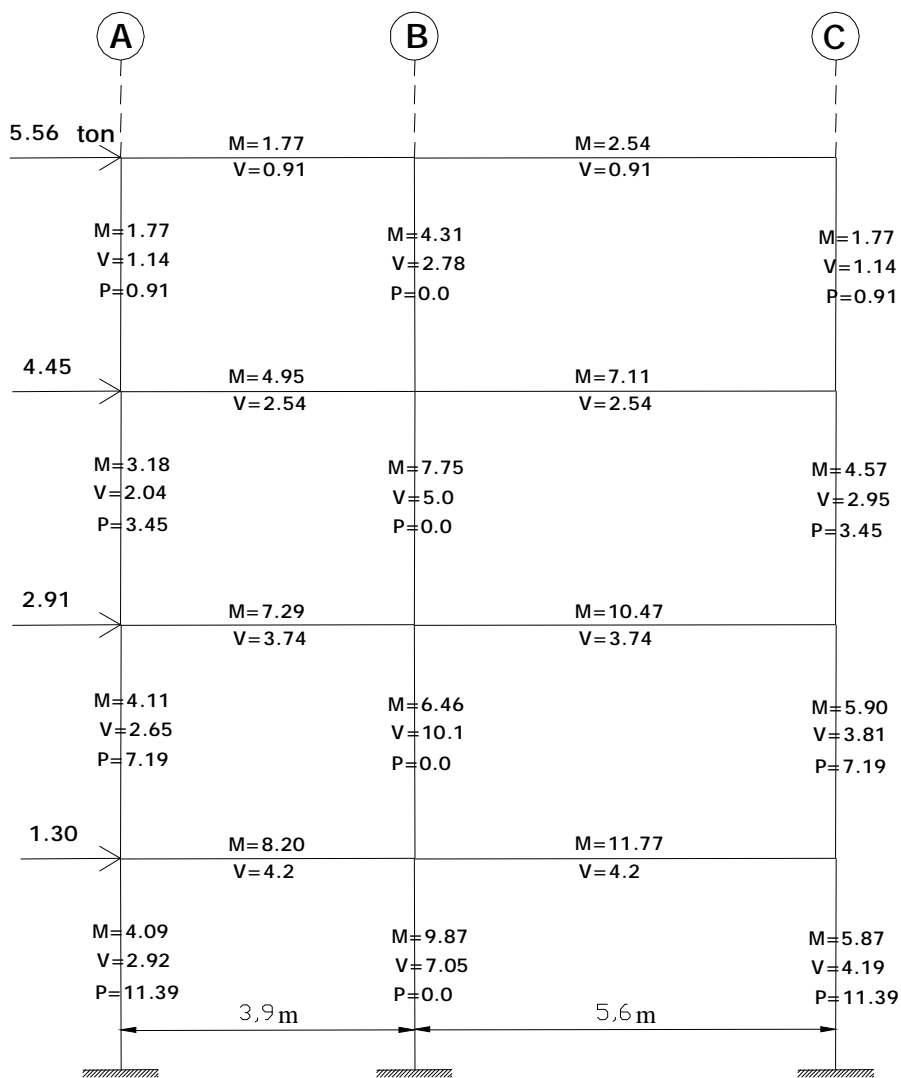 A
B
C
5.56 ton
M=1.77
V=0.91
M=2.54
V=0.91
M=1.77
V=1.14
P=0.91
M=4.31
V=2.78
P=0.0
M=1.77
V=1.14
P=0.91
4.45
M=4.95
V=2.54
M=7.11
V=2.54
M=3.18
V=2.04
P=3.45
M=7.75
V=5.0
P=0.0
M=4.57
V=2.95
P=3.45
2.91
M=7.29
V=3.74
M=10.47
V=3.74
M=4.11
V=2.65
P=7.19
M=6.46
V=10.1
P=0.0
M=5.90
V=3.81
P=7.19
1.30
M=8.20
V=4.2
M=11.77
V=4.2
M=4.09
V=2.92
P=11.39
M=9.87
V=7.05
P=0.0
M=5.87
V=4.19
P=11.39
3,9 m
5,6 m